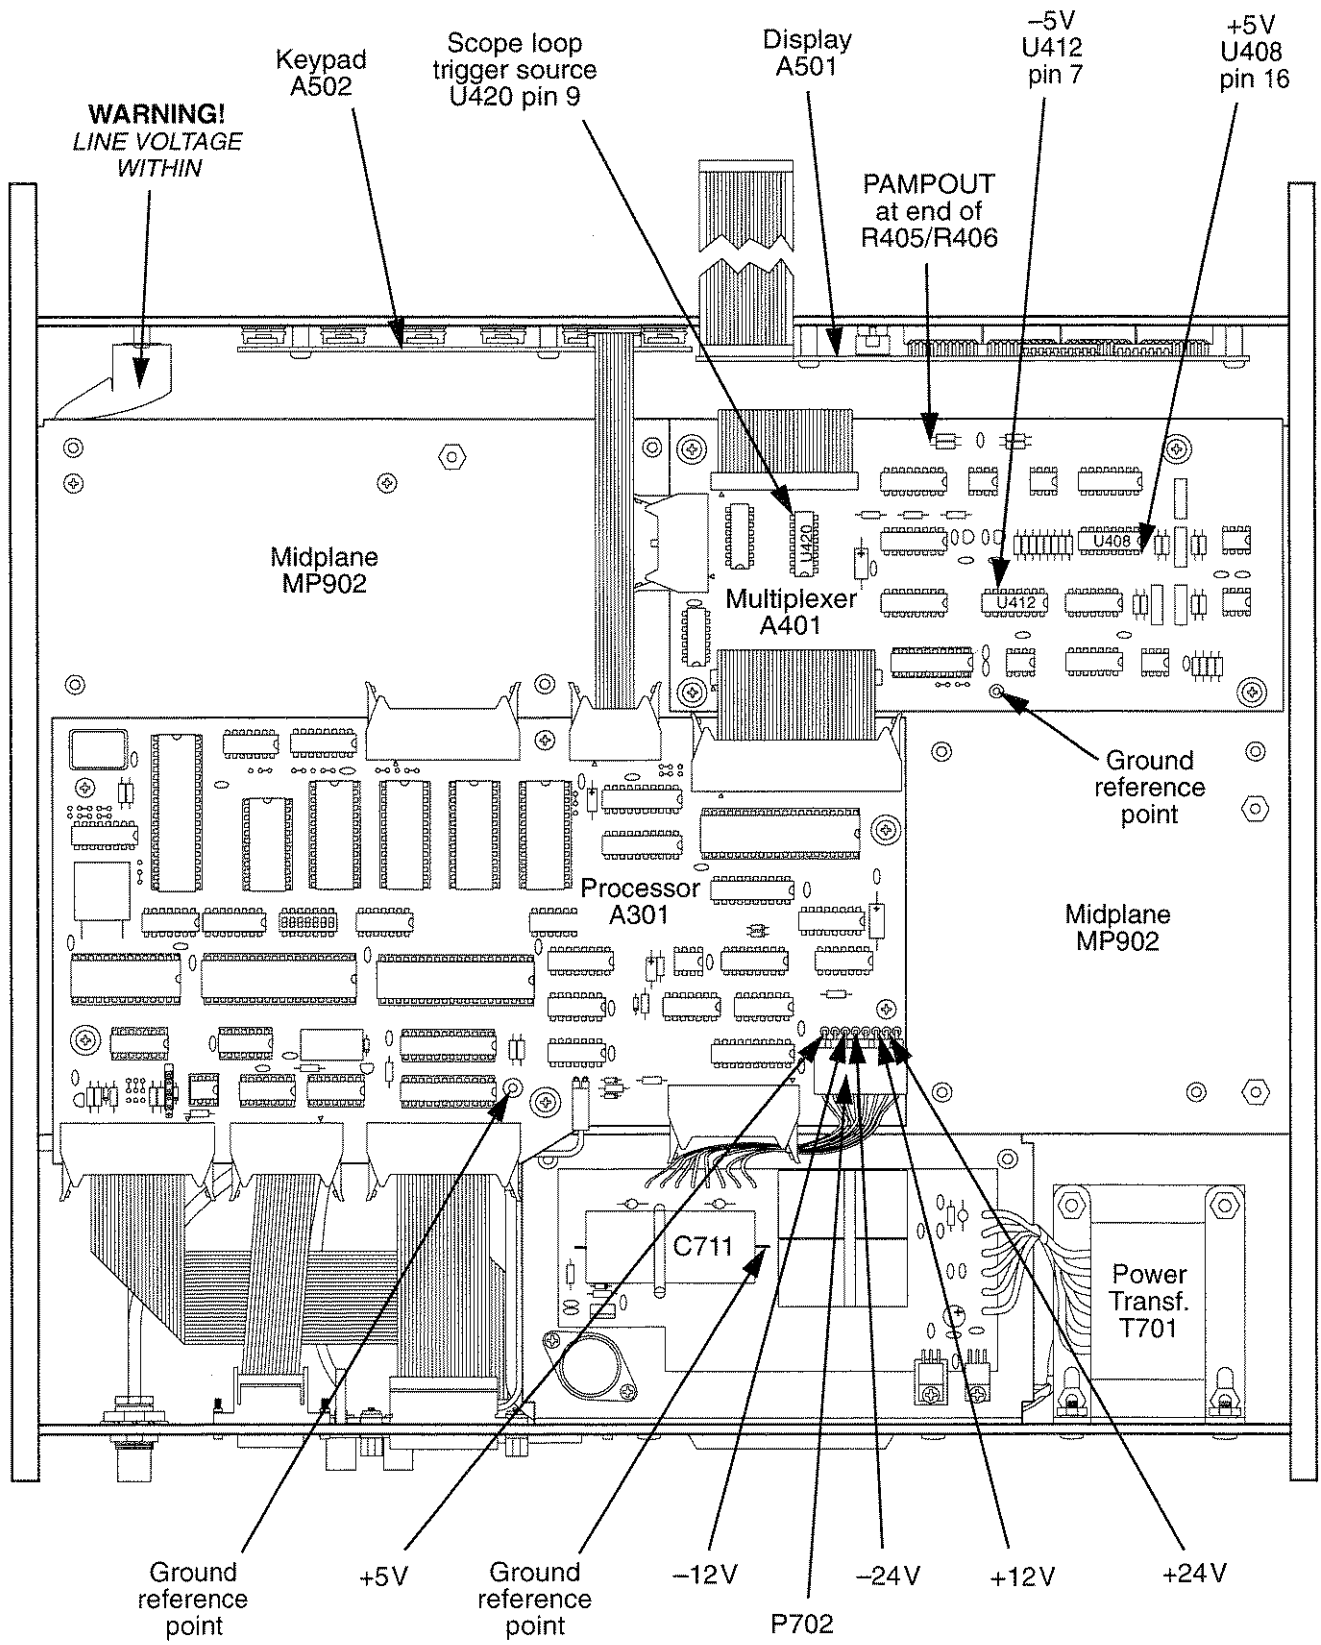 Keypad
A502
Scope loop
trigger source
U420 pin 9
Display
A501
–5V
U412
pin 7
+5V
U408
pin 16
WARNING!
LINE VOLTAGE
WITHIN
PAMPOUT
at end of
R405/R406
Midplane
MP902
U420
U408
U412
Multiplexer
A401
Ground
reference
point
Processor
A301
Midplane
MP902
C711
Power
Transf.
T701
Ground
reference
point
+5V
Ground
reference
point
–12V
P702
–24V
+12V
+24V